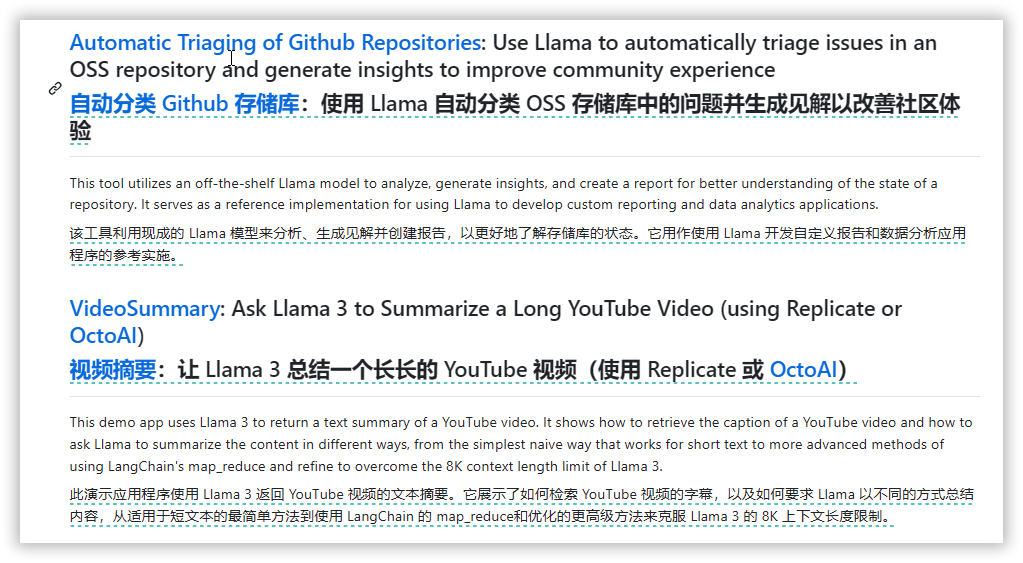 Automatic Triaging of Github Repositories: Use Llama to automatically triage issues in an
OSS repository and generate insights to improve community experience
自动分类 Github 存储库：使用 Llama 自动分类 OSS 存储库中的问题并生成见解以改善社区体
验
This tool utilizes an off-the-shelf Llama model to analyze, generate insights, and create a report for better understanding of the state of a
repository. It serves as a reference implementation for using Llama to develop custom reporting and data analytics applications.
该工具利用现成的 Llama 模型来分析、生成见解并创建报告，以更好地了解存储库的状态。它用作使用 Llama 开发自定义报告和数据分析应用
程序的参考实施。
VideoSummary: Ask Llama 3 to Summarize a Long YouTube Video (using Replicate or
OctoAI)
视频摘要：让 Llama 3 总结一个长长的 YouTube 视频（使用 Replicate 或 OctoAI）
This demo app uses Llama 3 to return a text summary of a YouTube video. It shows how to retrieve the caption of a YouTube video and how to
ask Llama to summarize the content in different ways, from the simplest naive way that works for short text to more advanced methods of
using LangChain's map_reduce and refine to overcome the 8K context length limit of Llama 3.
此演示应用程序使用 Llama 3 返回 YouTube 视频的文本摘要。它展示了如何检索 YouTube 视频的字幕，以及如何要求 Llama 以不同的方式总结
内容，从适用于短文本的最简单方法到使用 LangChain 的 map_reduce和优化的更高级方法来克服 Llama 3 的 8K 上下文长度限制。